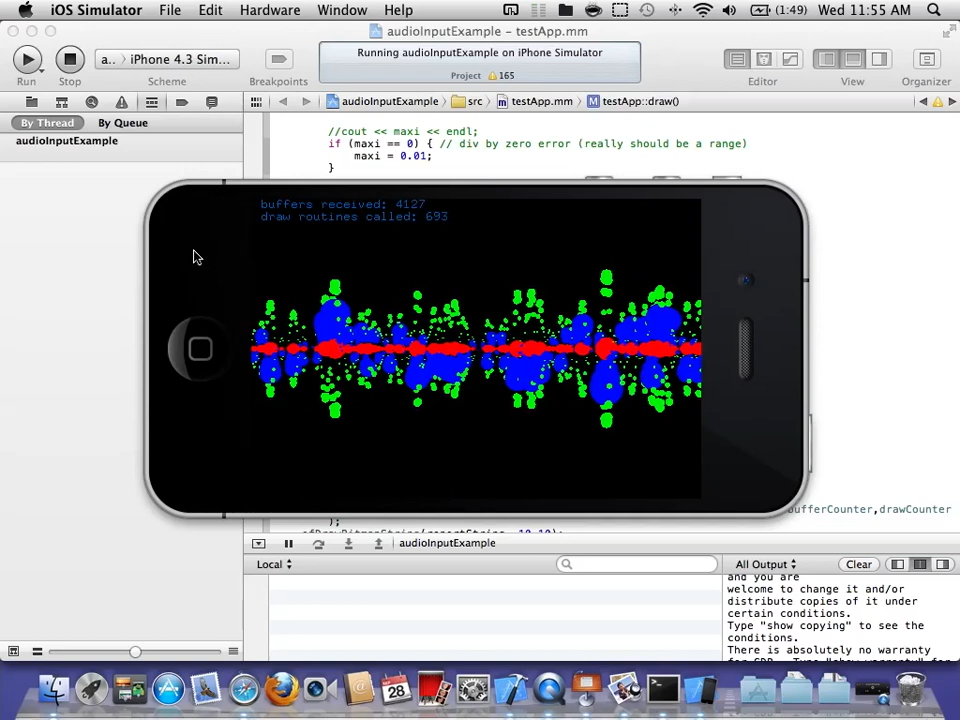 iOS Simulator File Edit Hardware Window Help (1:49) Wed 11:55 AM
audioInputExample – testApp.mm
Run Stop a.. iPhone 4.3 Sim... Scheme Breakpoints Running audioInputExample on iPhone Simulator Project 165 Editor View Organizer
audioInputExample src testApp.mm testApp::draw()
By Thread By Queue
audioInputExample
//cout << maxi << endl;
if (maxi == 0) { // div by zero error (really should be a range)
maxi = 0.01;
}
buffers received: 4127
draw routines called: 693
bufferCounter,drawCounter
);
audioInputExample
Local All Output Clear
and you are
welcome to change it and/or
distribute copies of it under
certain conditions.
Type "show copying" to see the
conditions.
There is absolutely no warranty